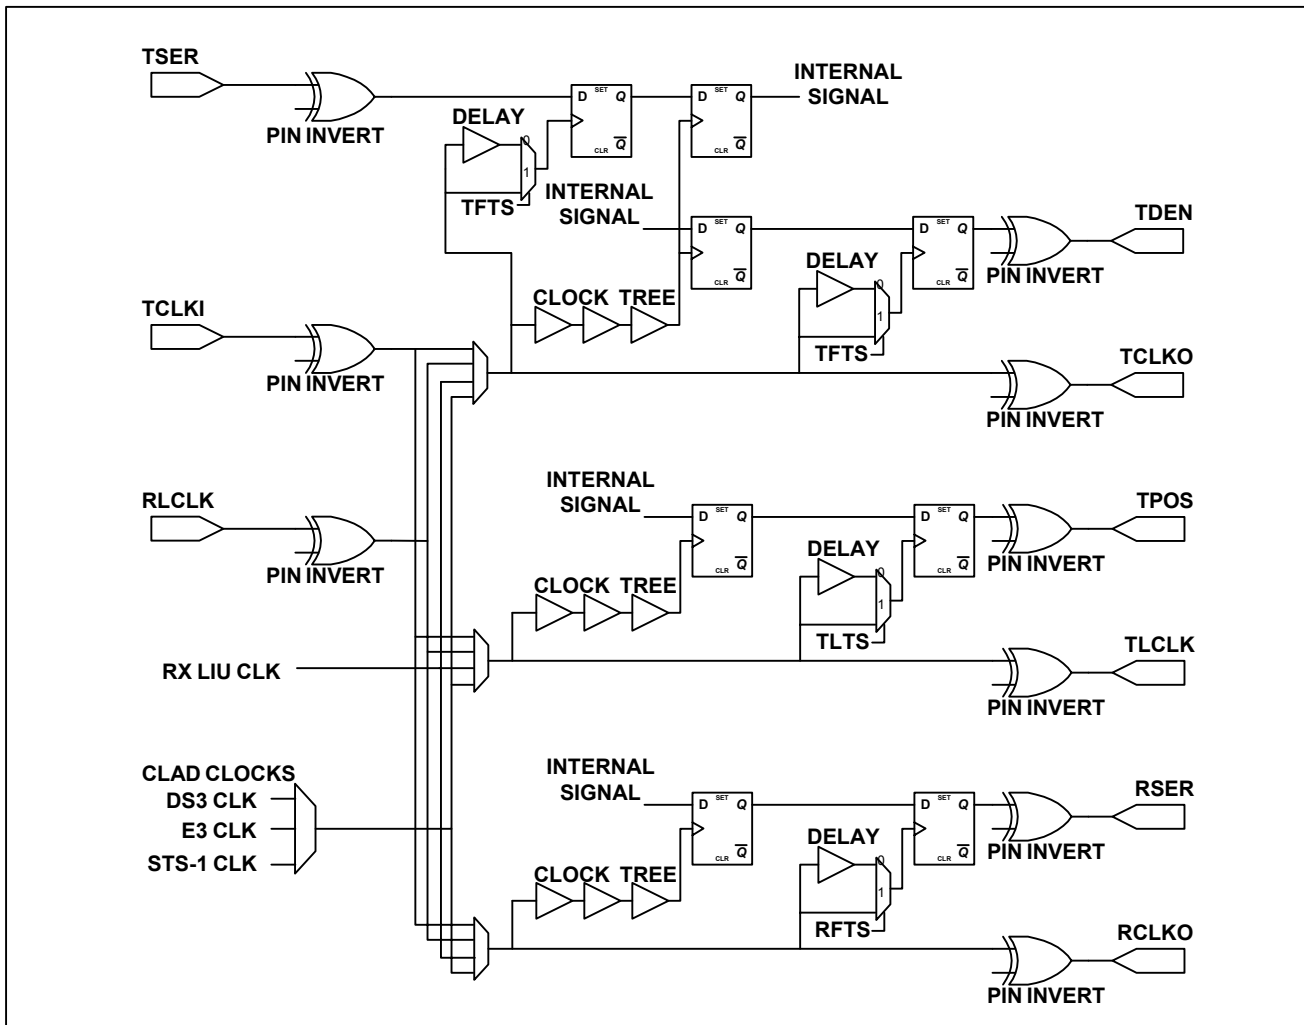 TSER
INTERNAL
SIGNAL
D SET Q
Q
CLR
D SET Q
Q
CLR
PIN INVERT
DELAY
0
1
TFTS
INTERNAL
SIGNAL
D SET Q
Q
CLR
D SET Q
Q
CLR
TDEN
PIN INVERT
DELAY
0
1
TFTS
CLOCK TREE
TCLKI
PIN INVERT
TCLKO
PIN INVERT
RLCLK
PIN INVERT
INTERNAL
SIGNAL
D SET Q
Q
CLR
D SET Q
Q
CLR
TPOS
PIN INVERT
DELAY
0
1
TLTS
CLOCK TREE
RX LIU CLK
TLCLK
PIN INVERT
CLAD CLOCKS
DS3 CLK
E3 CLK
STS-1 CLK
INTERNAL
SIGNAL
D SET Q
Q
CLR
D SET Q
Q
CLR
RSER
PIN INVERT
DELAY
0
1
RFTS
CLOCK TREE
RCLKO
PIN INVERT